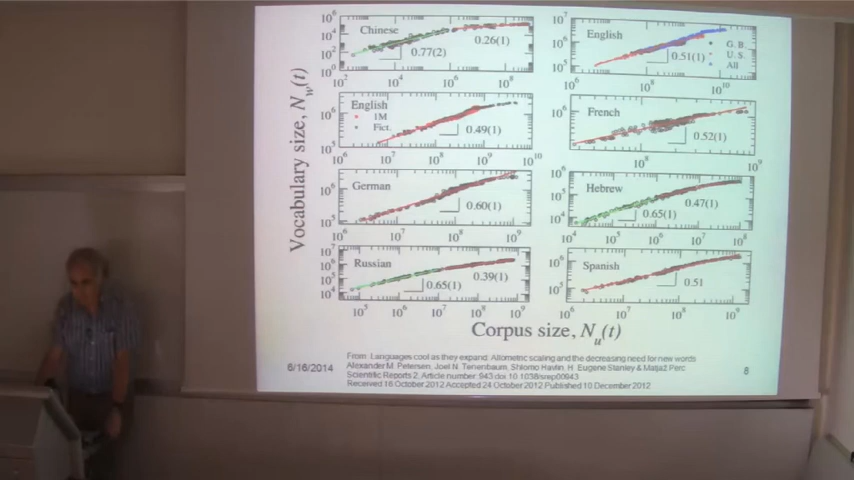 Chinese
0.77(2)
0.26(1)
English
G. B.
U. S.
All
0.51(1)
English
1M
Fict.
0.49(1)
French
0.52(1)
German
0.60(1)
Hebrew
0.65(1)
0.47(1)
Russian
0.65(1)
0.39(1)
Spanish
0.51
Vocabulary size, N_w(t)
Corpus size, N_u(t)
6/16/2014
From: Languages cool as they expand: Allometric scaling and the decreasing need for new words
Alexander M. Petersen, Joel N. Tenenbaum, Shlomo Havlin, H. Eugene Stanley & Matjaž Perc
Scientific Reports 2, Article number: 943 doi:10.1038/srep00943
Received 16 October 2012 Accepted 24 October 2012 Published 10 December 2012
8